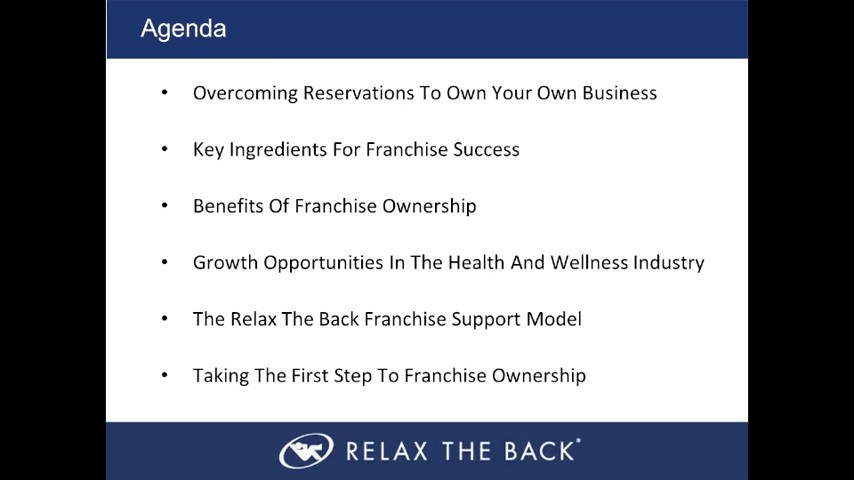 Agenda
• Overcoming Reservations To Own Your Own Business
• Key Ingredients For Franchise Success
• Benefits Of Franchise Ownership
• Growth Opportunities In The Health And Wellness Industry
• The Relax The Back Franchise Support Model
• Taking The First Step To Franchise Ownership
RELAX THE BACK®